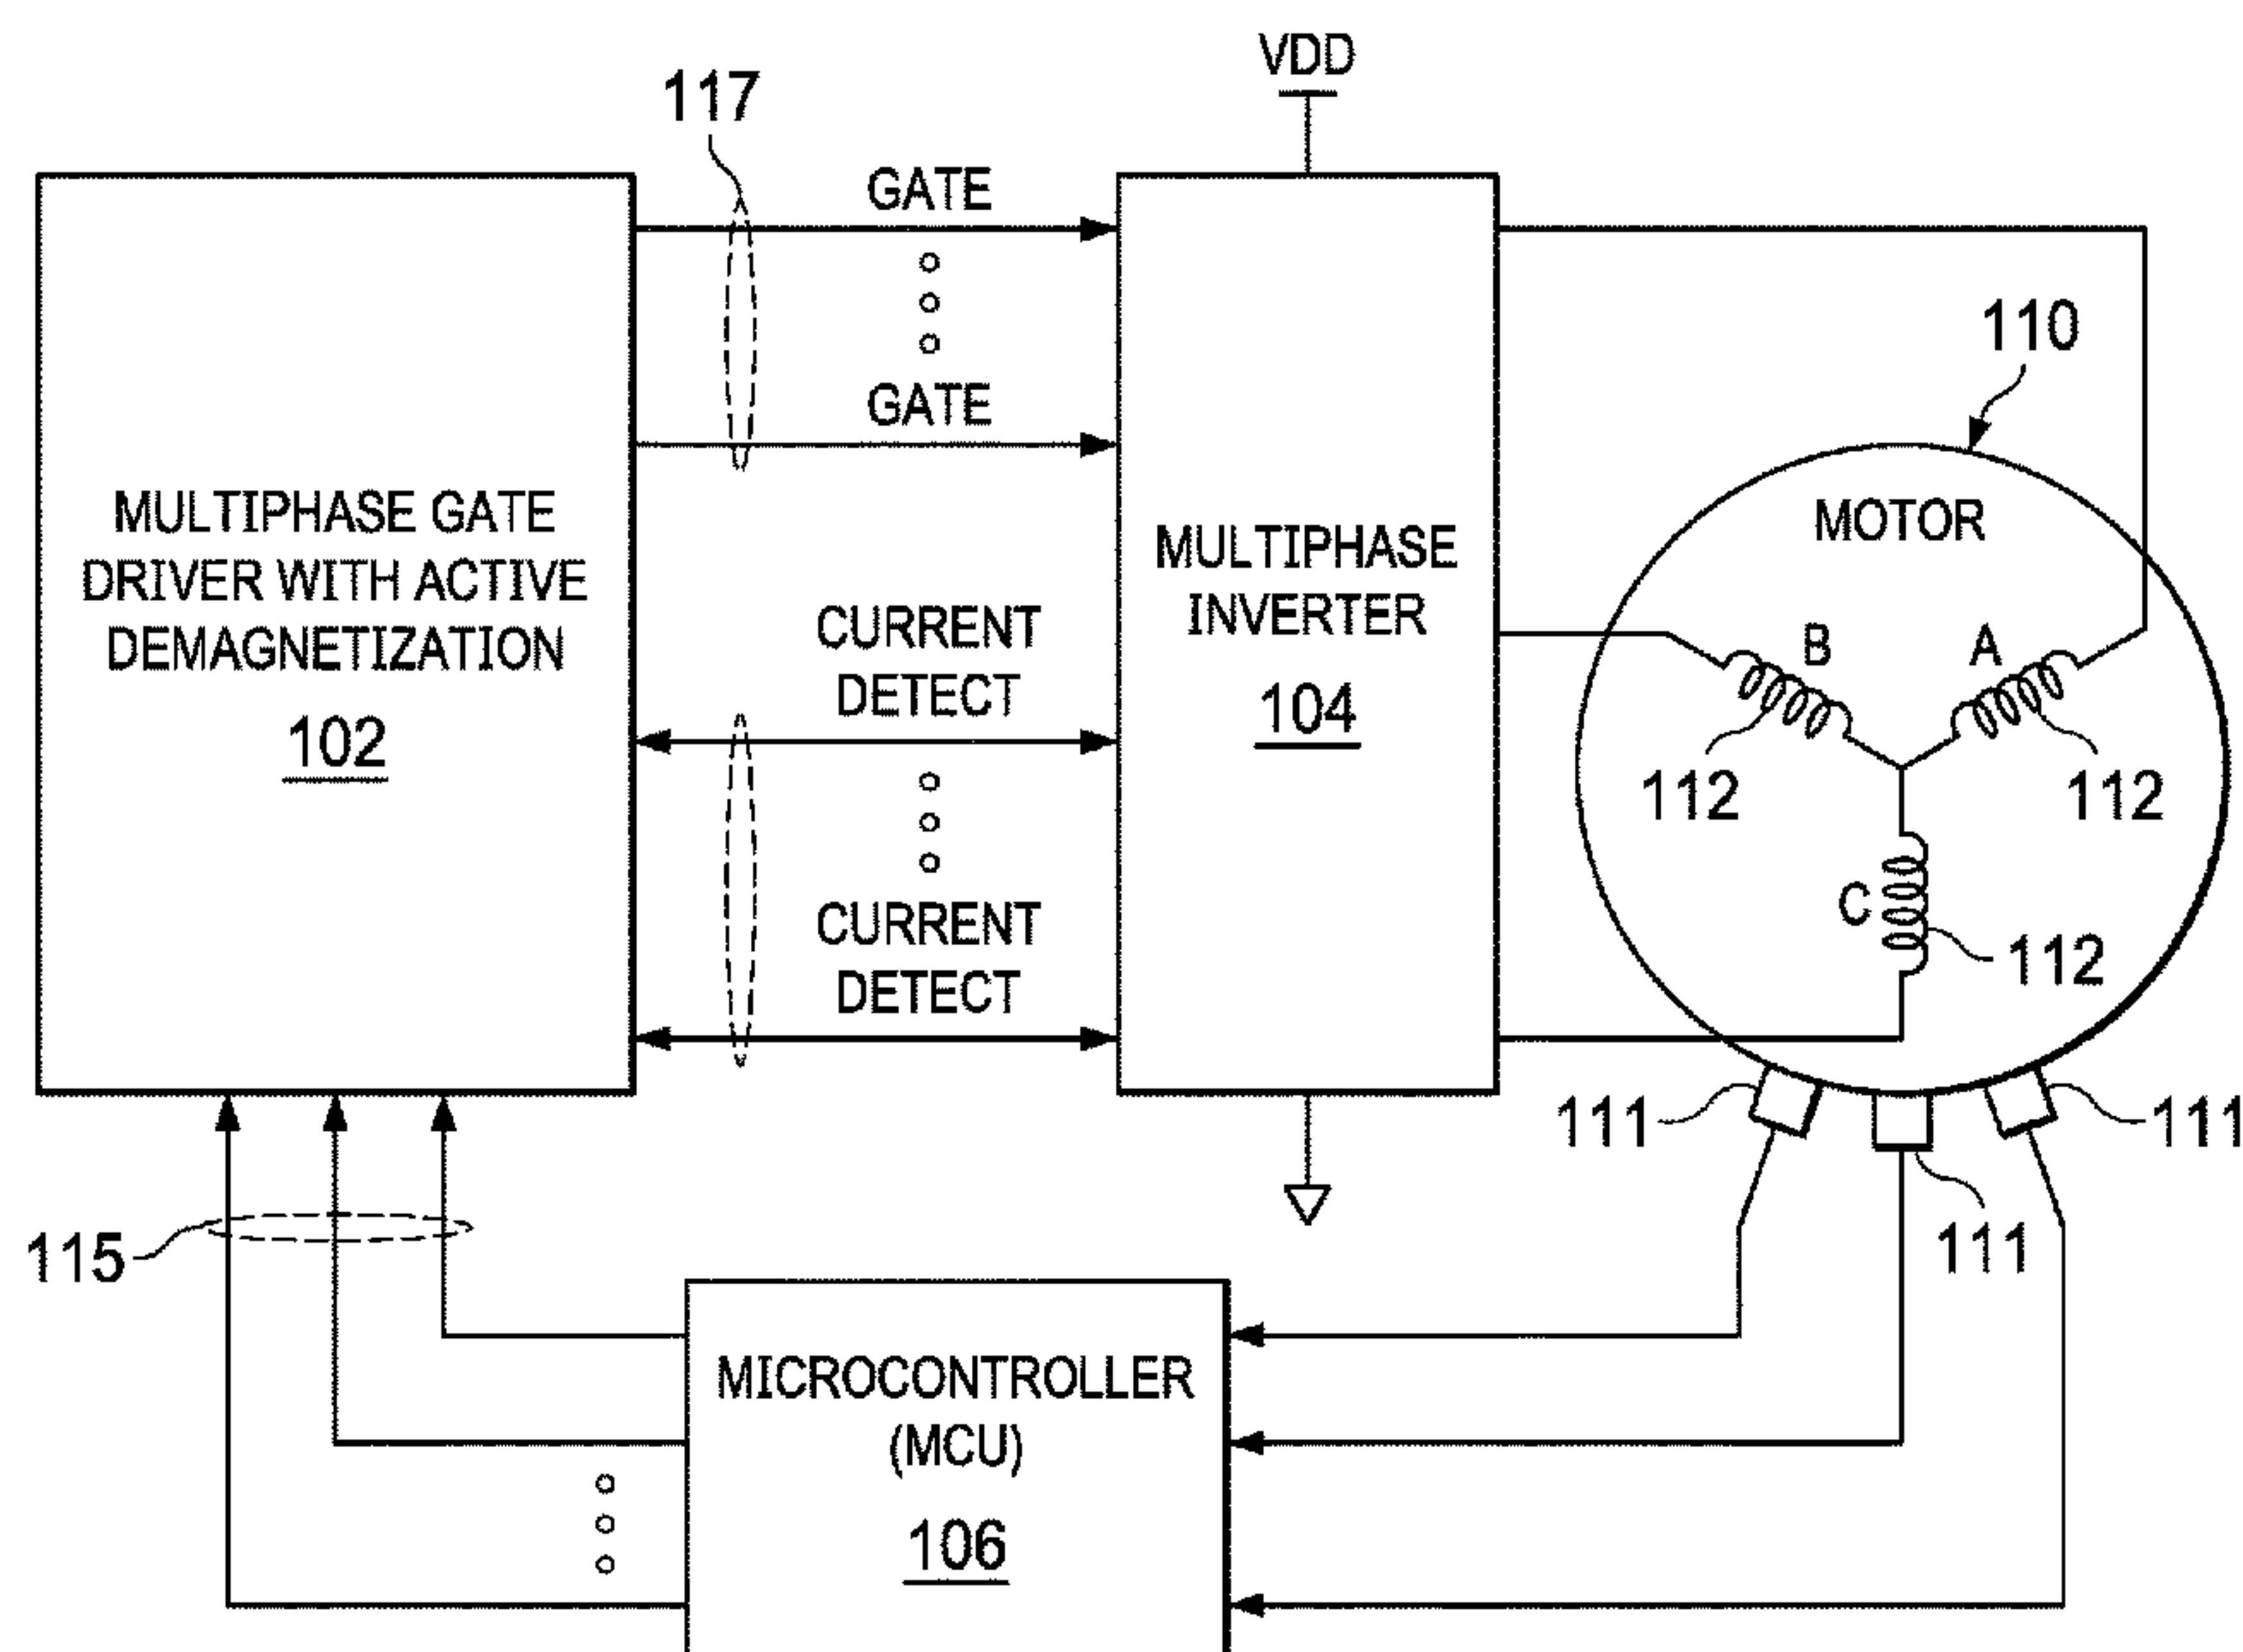 VDD
117
GATE
GATE
110
MULTIPHASE GATE
DRIVER WITH ACTIVE
DEMAGNETIZATION
102
CURRENT
DETECT
CURRENT
DETECT
MULTIPHASE
INVERTER
104
MOTOR
B
A
112
112
C
112
111
111
111
115
MICROCONTROLLER
(MCU)
106